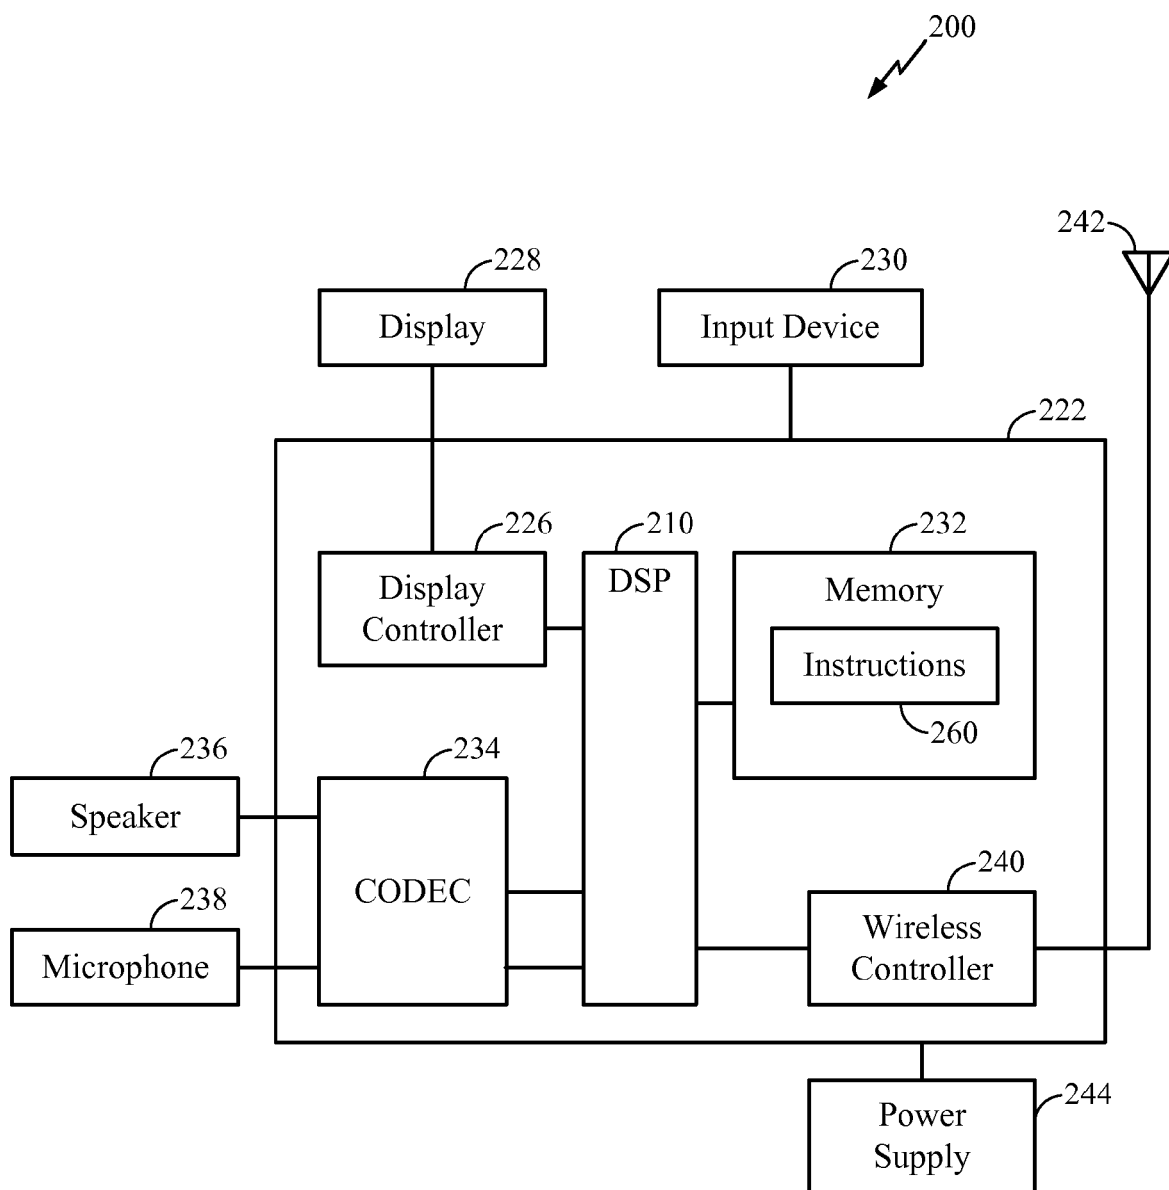 200
242
228
230
Display
Input Device
222
226
210
232
Display
Controller
DSP
Memory
Instructions
260
236
234
Speaker
CODEC
238
240
Microphone
Wireless
Controller
244
Power
Supply